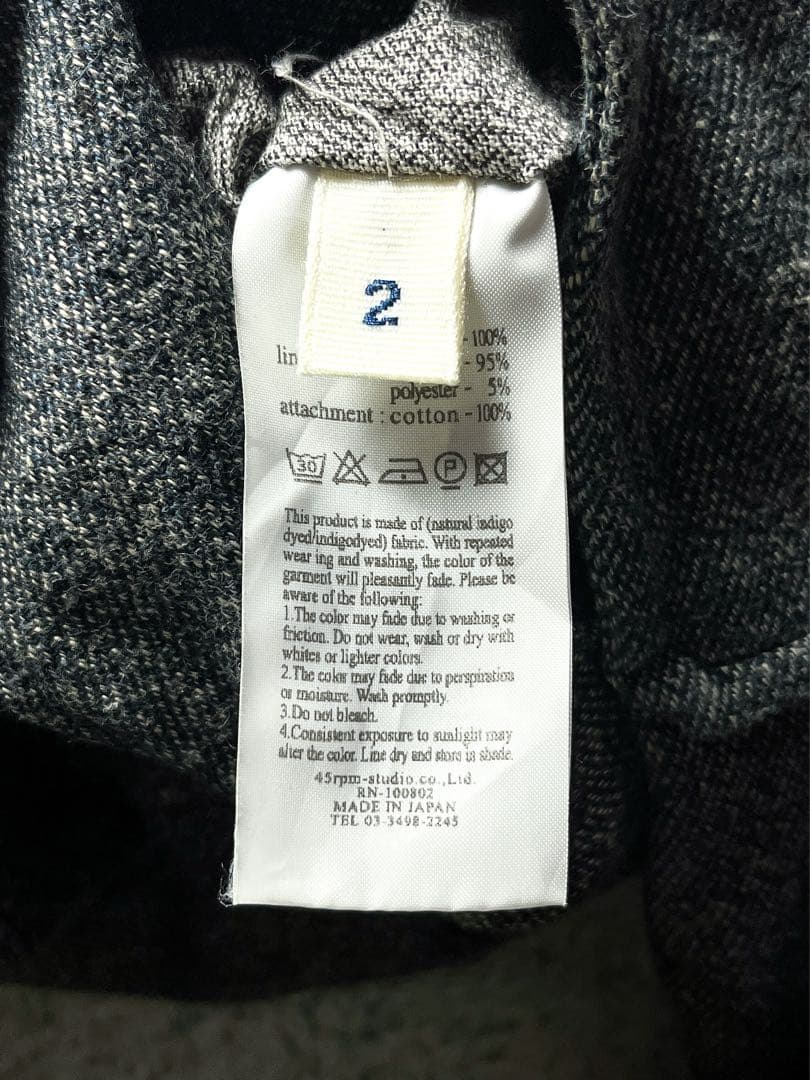 2
- 100%
lin
- 95%
polyester - 5%
attachment : cotton - 100%
30 P
This product is made of (natural indigo
dyed/indigodyed) fabric. With repeated
wear ing and washing, the color of the
garment will pleasantly fade. Please be
aware of the following:
1.The color may fade due to washing or
friction. Do not wear, wash or dry with
whites or lighter colors.
2.The color may fade due to perspiration
or moisture. Wash promptly.
3.Do not bleach.
4.Consistent exposure to sunlight may
alter the color. Line dry and store in shade.
45rpm-studio.co.,Ltd.
RN-100802
MADE IN JAPAN
TEL 03-3498-2245